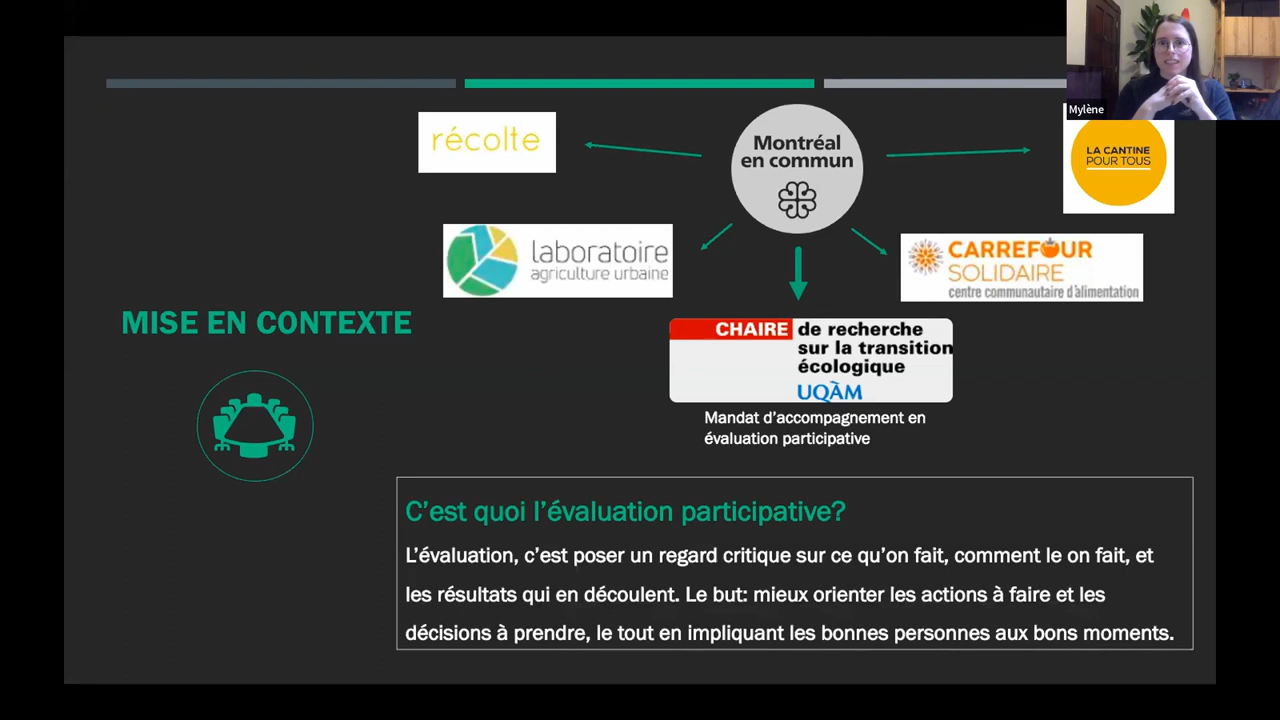 Mylène
récolte
Montréal
en commun
LA CANTINE
POUR TOUS
laboratoire
agriculture urbaine
CARREFOUR
SOLIDAIRE
centre communautaire d'alimentation
MISE EN CONTEXTE
CHAIRE de recherche
sur la transition
écologique
UQÀM
Mandat d'accompagnement en
évaluation participative
C'est quoi l'évaluation participative?
L'évaluation, c'est poser un regard critique sur ce qu'on fait, comment le on fait, et
les résultats qui en découlent. Le but: mieux orienter les actions à faire et les
décisions à prendre, le tout en impliquant les bonnes personnes aux bons moments.